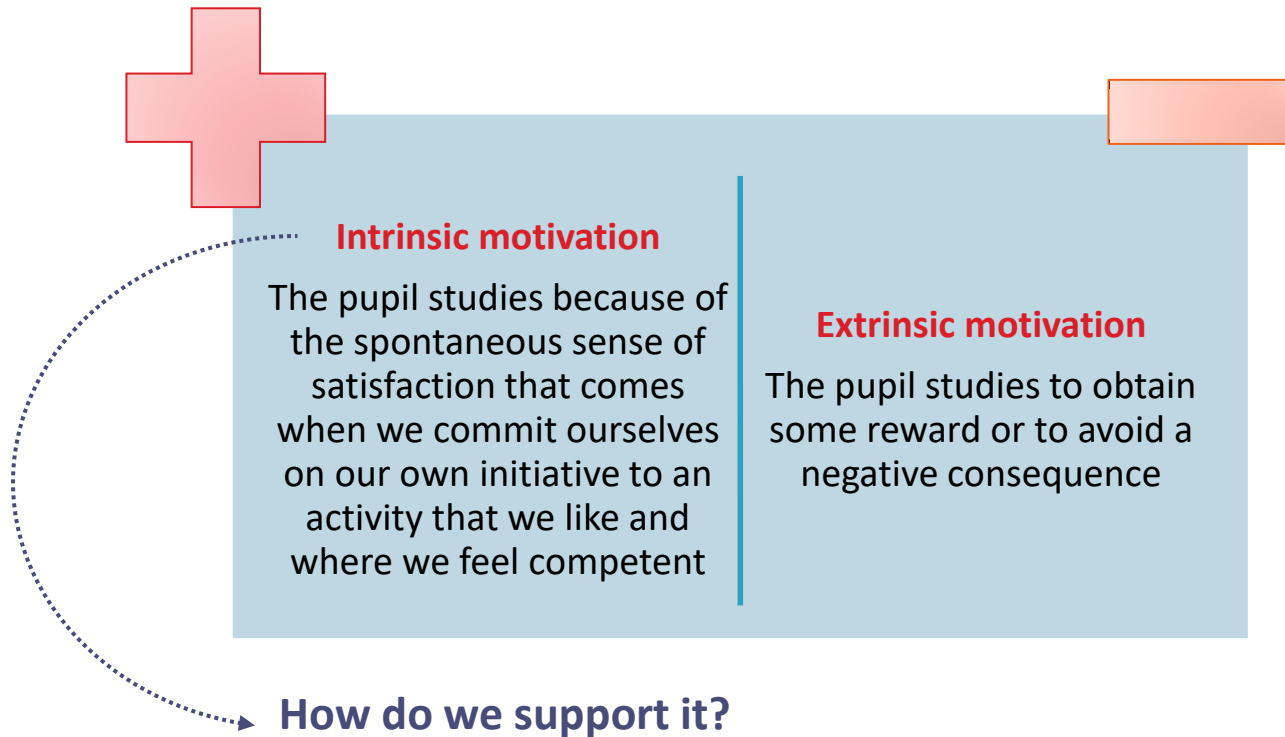 Intrinsic motivation
The pupil studies because of
the spontaneous sense of
satisfaction that comes
when we commit ourselves
on our own initiative to an
activity that we like and
where we feel competent
Extrinsic motivation
The pupil studies to obtain
some reward or to avoid a
negative consequence
How do we support it?